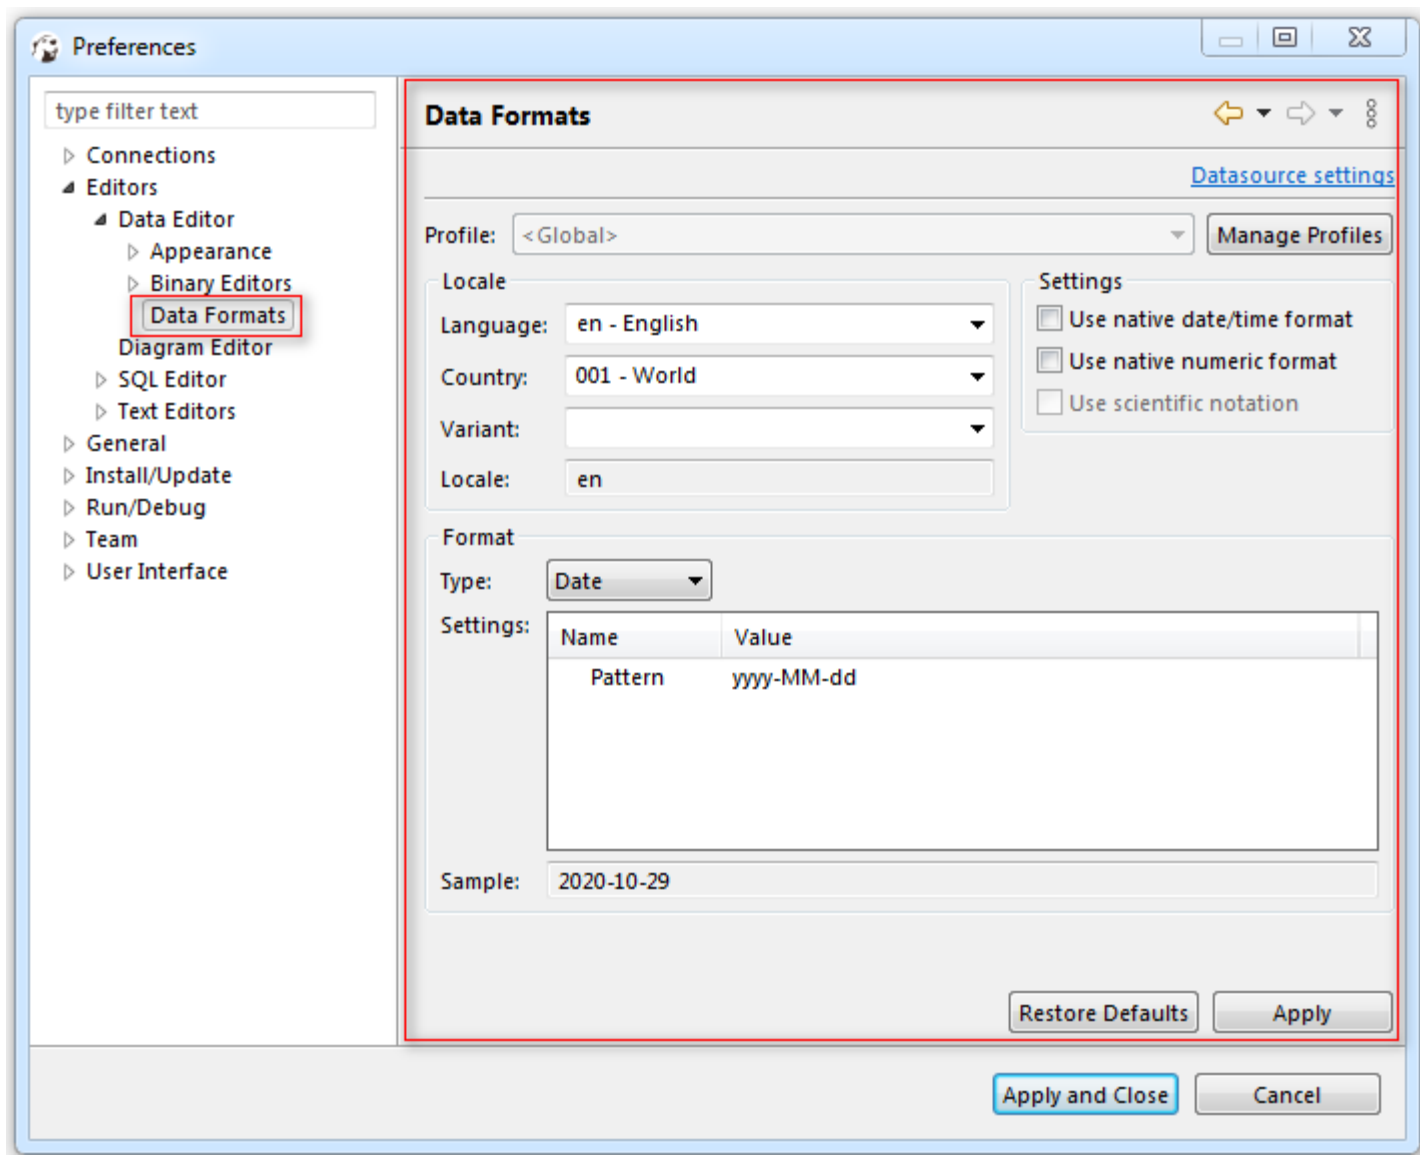 Preferences
type filter text
Connections
Editors
Data Editor
Appearance
Binary Editors
Data Formats
Diagram Editor
SQL Editor
Text Editors
General
Install/Update
Run/Debug
Team
User Interface
Data Formats
Datasource settings
Profile: <Global> Manage Profiles
Locale
Language: en - English
Country: 001 - World
Variant:
Locale: en
Settings
Use native date/time format
Use native numeric format
Use scientific notation
Format
Type: Date
Settings:
Name Value
Pattern yyyy-MM-dd
Sample: 2020-10-29
Restore Defaults Apply
Apply and Close Cancel